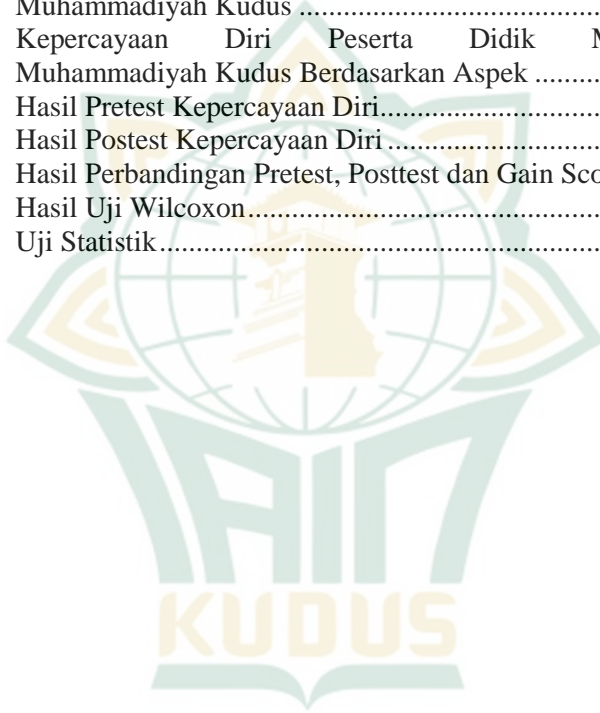 Muhammadiyah Kudus ........................................
Kepercayaan Diri Peserta Didik
Muhammadiyah Kudus Berdasarkan Aspek ..........
Hasil Pretest Kepercayaan Diri................................
Hasil Postest Kepercayaan Diri ...............................
Hasil Perbandingan Pretest, Posttest dan Gain
Hasil Uji Wilcoxon...................................................
Uji Statistik................................................................
IAIN
KUDUS